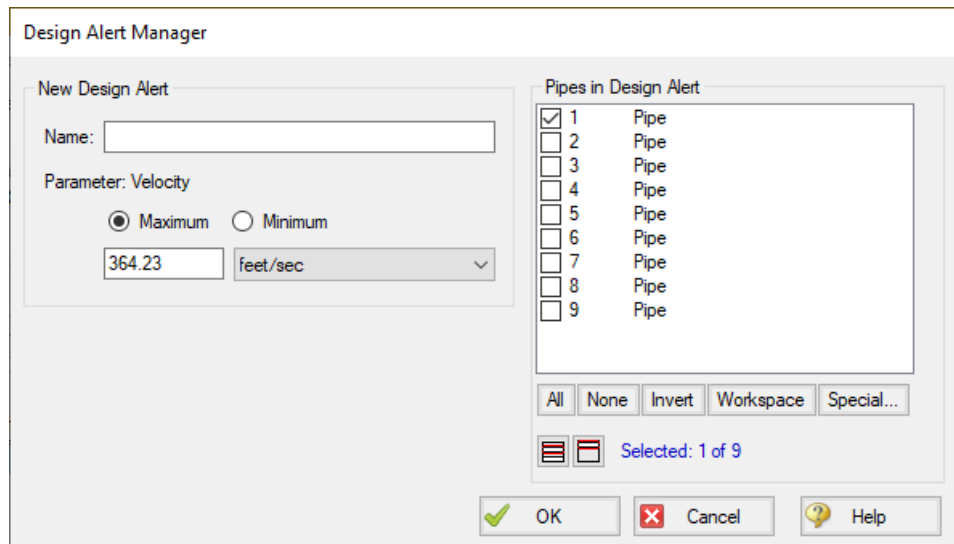 Design Alert Manager
New Design Alert
Name:
Parameter: Velocity
Maximum Minimum
364.23 feet/sec
Pipes in Design Alert
1 Pipe
2 Pipe
3 Pipe
4 Pipe
5 Pipe
6 Pipe
7 Pipe
8 Pipe
9 Pipe
All None Invert Workspace Special...
Selected: 1 of 9
OK Cancel Help